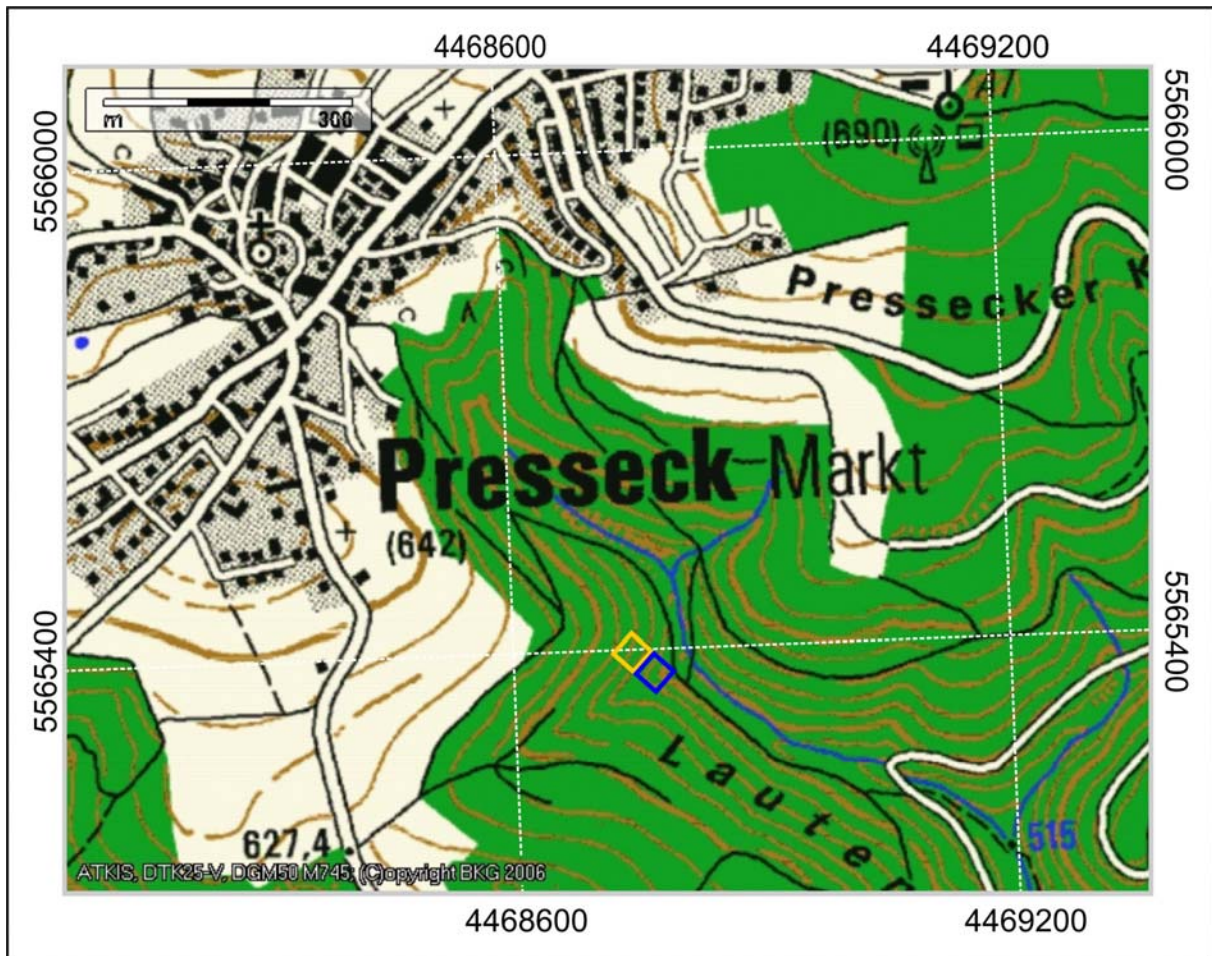 4468600 4469200
m 300
5566000
5566000
(690)
Pressecker K
Presseck Markt
(642)
5565400
5565400
Lauter
627,4
515
ATKIS, DTK25-V, DGM50 M745; (C)opyright BKG 2006
4468600 4469200